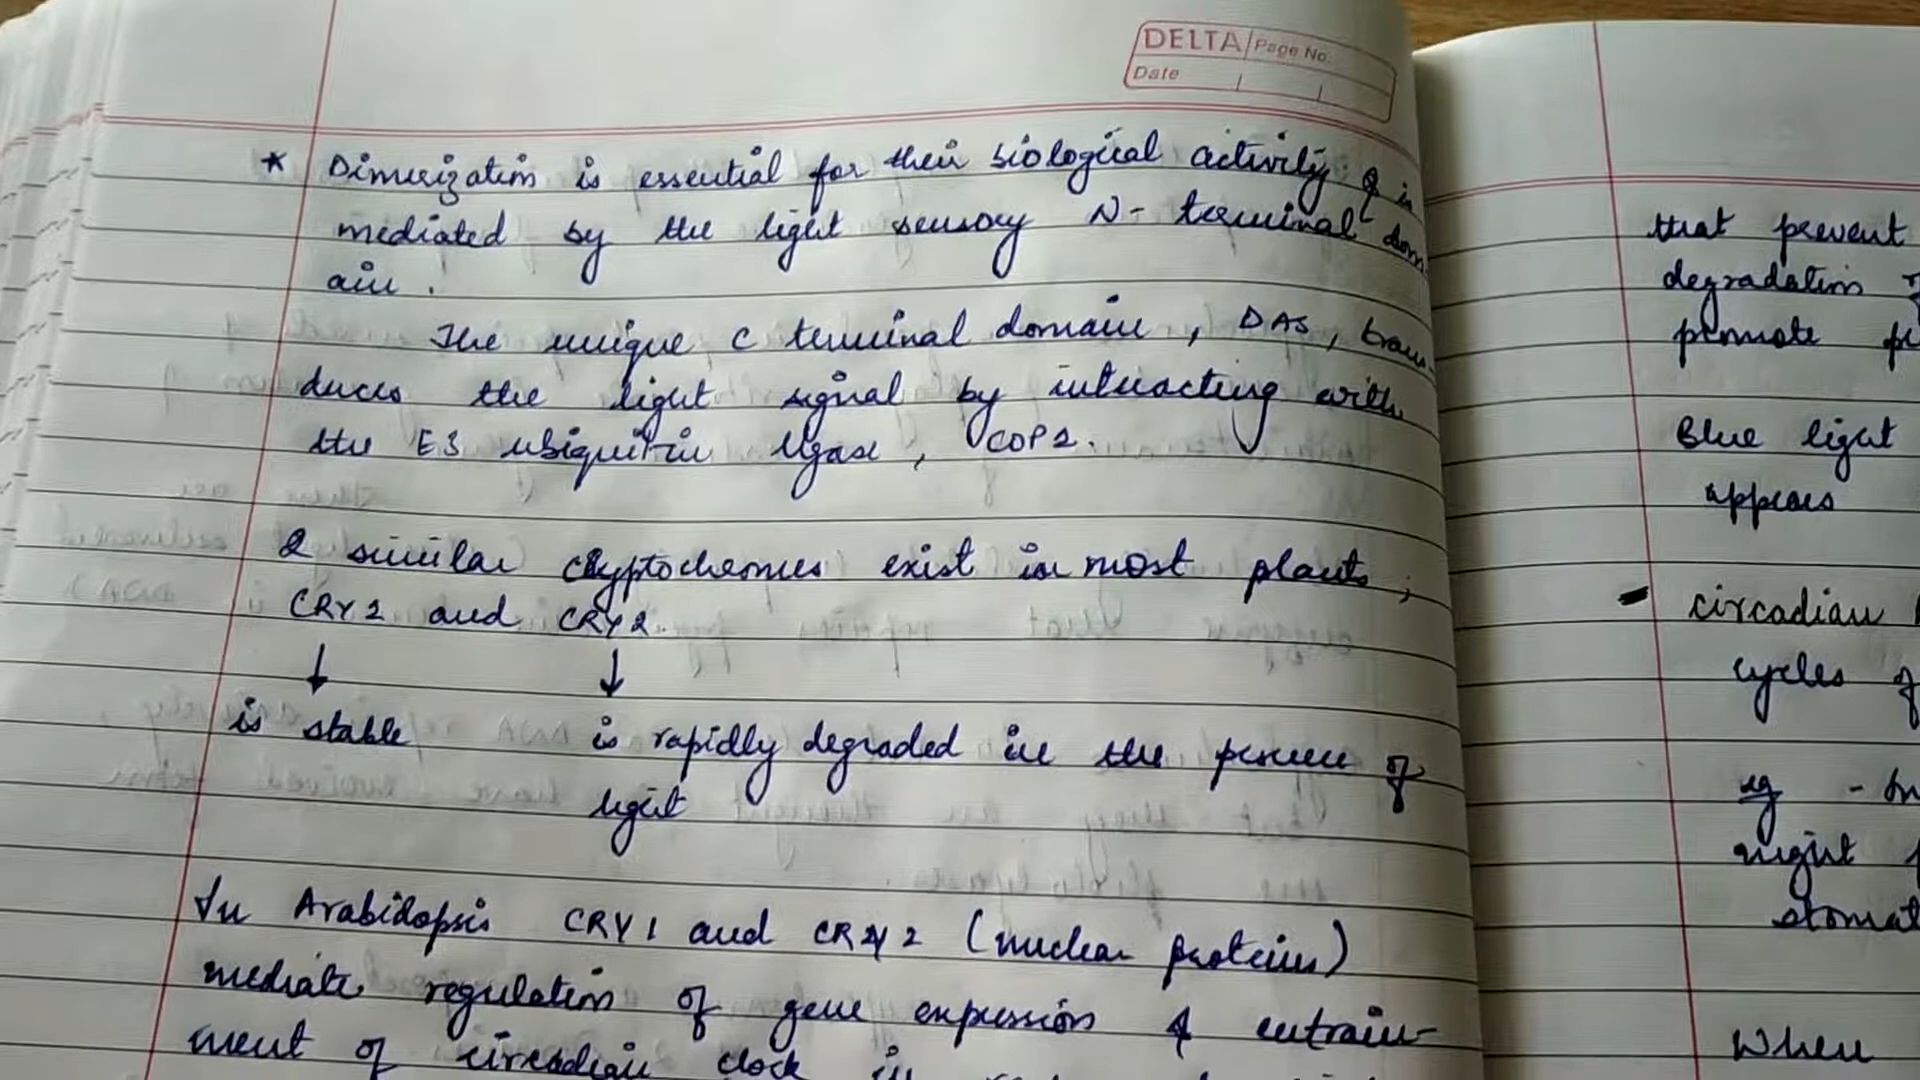 DELTA Page No.
Date
* Dimerization is essential for their biological activity & is
mediated by the light sensory N- terminal dom
ain.
The unique C terminal domain, DAS, trans
duces the light signal by interacting with
the E3 ubiquitin ligase, COP1.
2 similar cryptochromes exist in most plants;
CRY1 and CRY2.
↓ ↓
is stable is rapidly degraded in the presence of
light
In Arabidopsis CRY1 and CRY2 (nuclear proteins)
mediate regulation of gene expression & entrain-
ment of circadian clock in
that prevent
degradation
promote
Blue light
appears
- circadian
cycles of
eg -
night
stomat
When